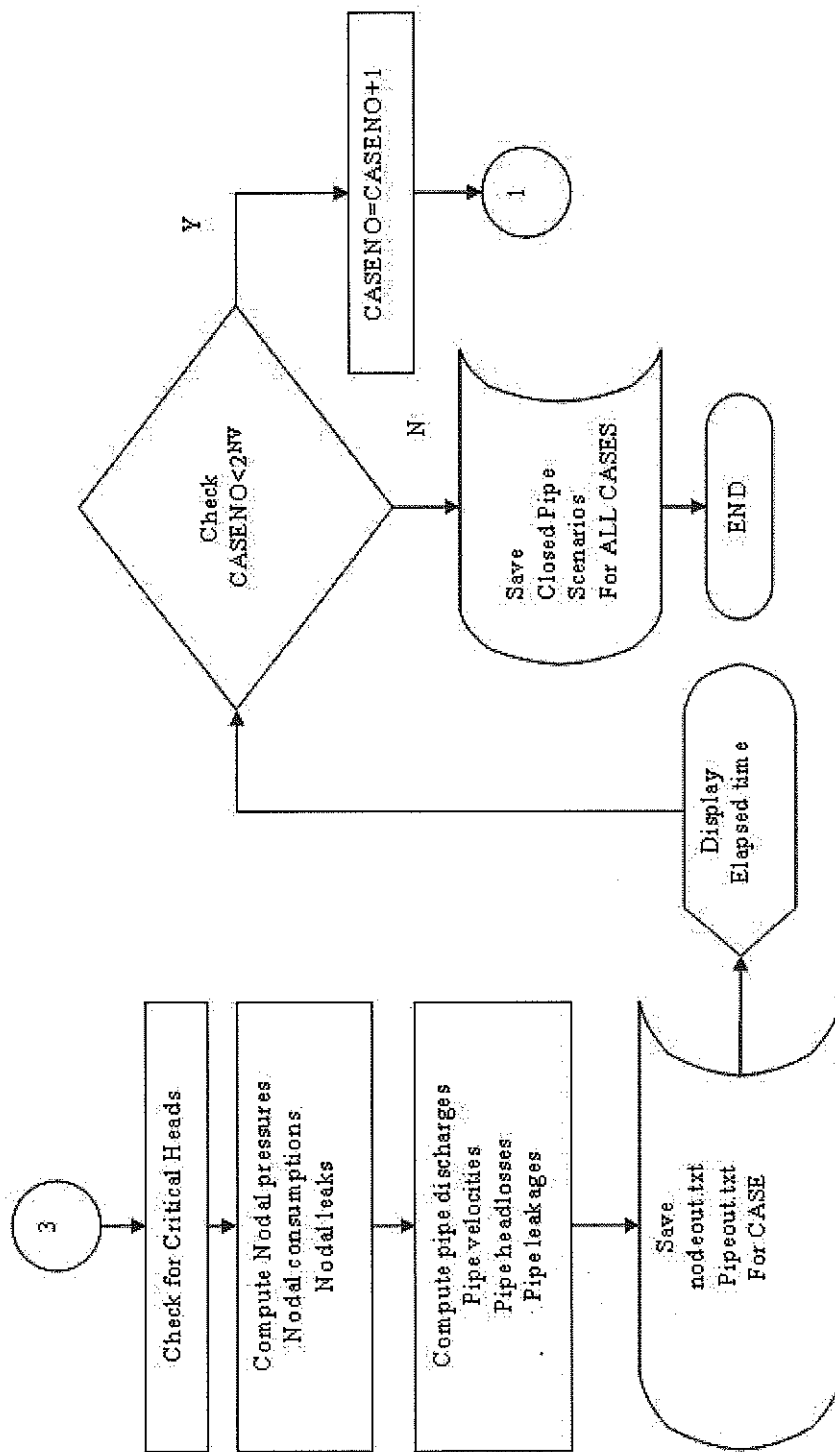 3
Check for Critical Heads
Compute Nodal pressures
Nodal consumptions
Nodal leaks
Compute pipe discharges
Pipe velocities
Pipe headlosses
Pipe leakages
.
Save
nodeout.txt
Pipeout.txt
For CASE
Display
Elapsed time
Check
CASENO<2^NV
Y
CASENO=CASENO+1
1
N
Save
Closed Pipe
Scenarios
For ALL CASES
END